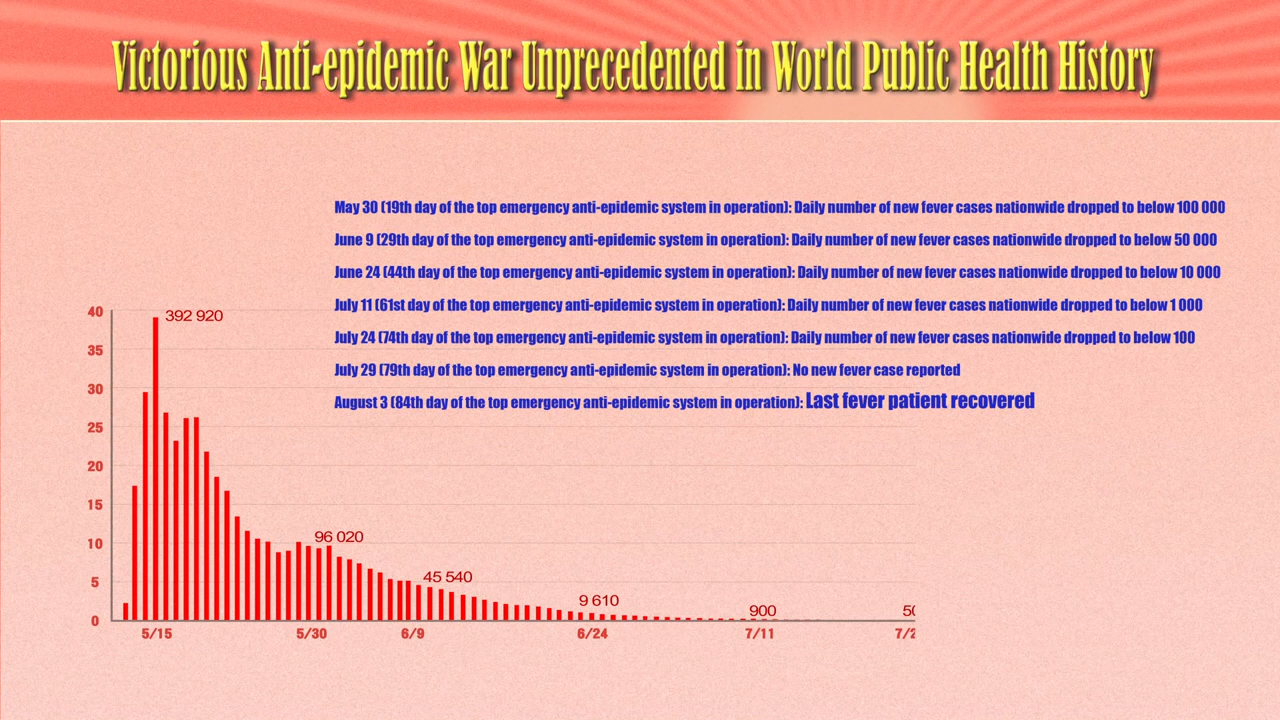 Victorious Anti-epidemic War Unprecedented in World Public Health History
May 30 (19th day of the top emergency anti-epidemic system in operation): Daily number of new fever cases nationwide dropped to below 100 000
June 9 (29th day of the top emergency anti-epidemic system in operation): Daily number of new fever cases nationwide dropped to below 50 000
June 24 (44th day of the top emergency anti-epidemic system in operation): Daily number of new fever cases nationwide dropped to below 10 000
July 11 (61st day of the top emergency anti-epidemic system in operation): Daily number of new fever cases nationwide dropped to below 1 000
July 24 (74th day of the top emergency anti-epidemic system in operation): Daily number of new fever cases nationwide dropped to below 100
July 29 (79th day of the top emergency anti-epidemic system in operation): No new fever case reported
August 3 (84th day of the top emergency anti-epidemic system in operation): Last fever patient recovered
40
392 920
35
30
25
20
15
10
96 020
5
45 540
9 610
900
0
5/15 5/30 6/9 6/24 7/11